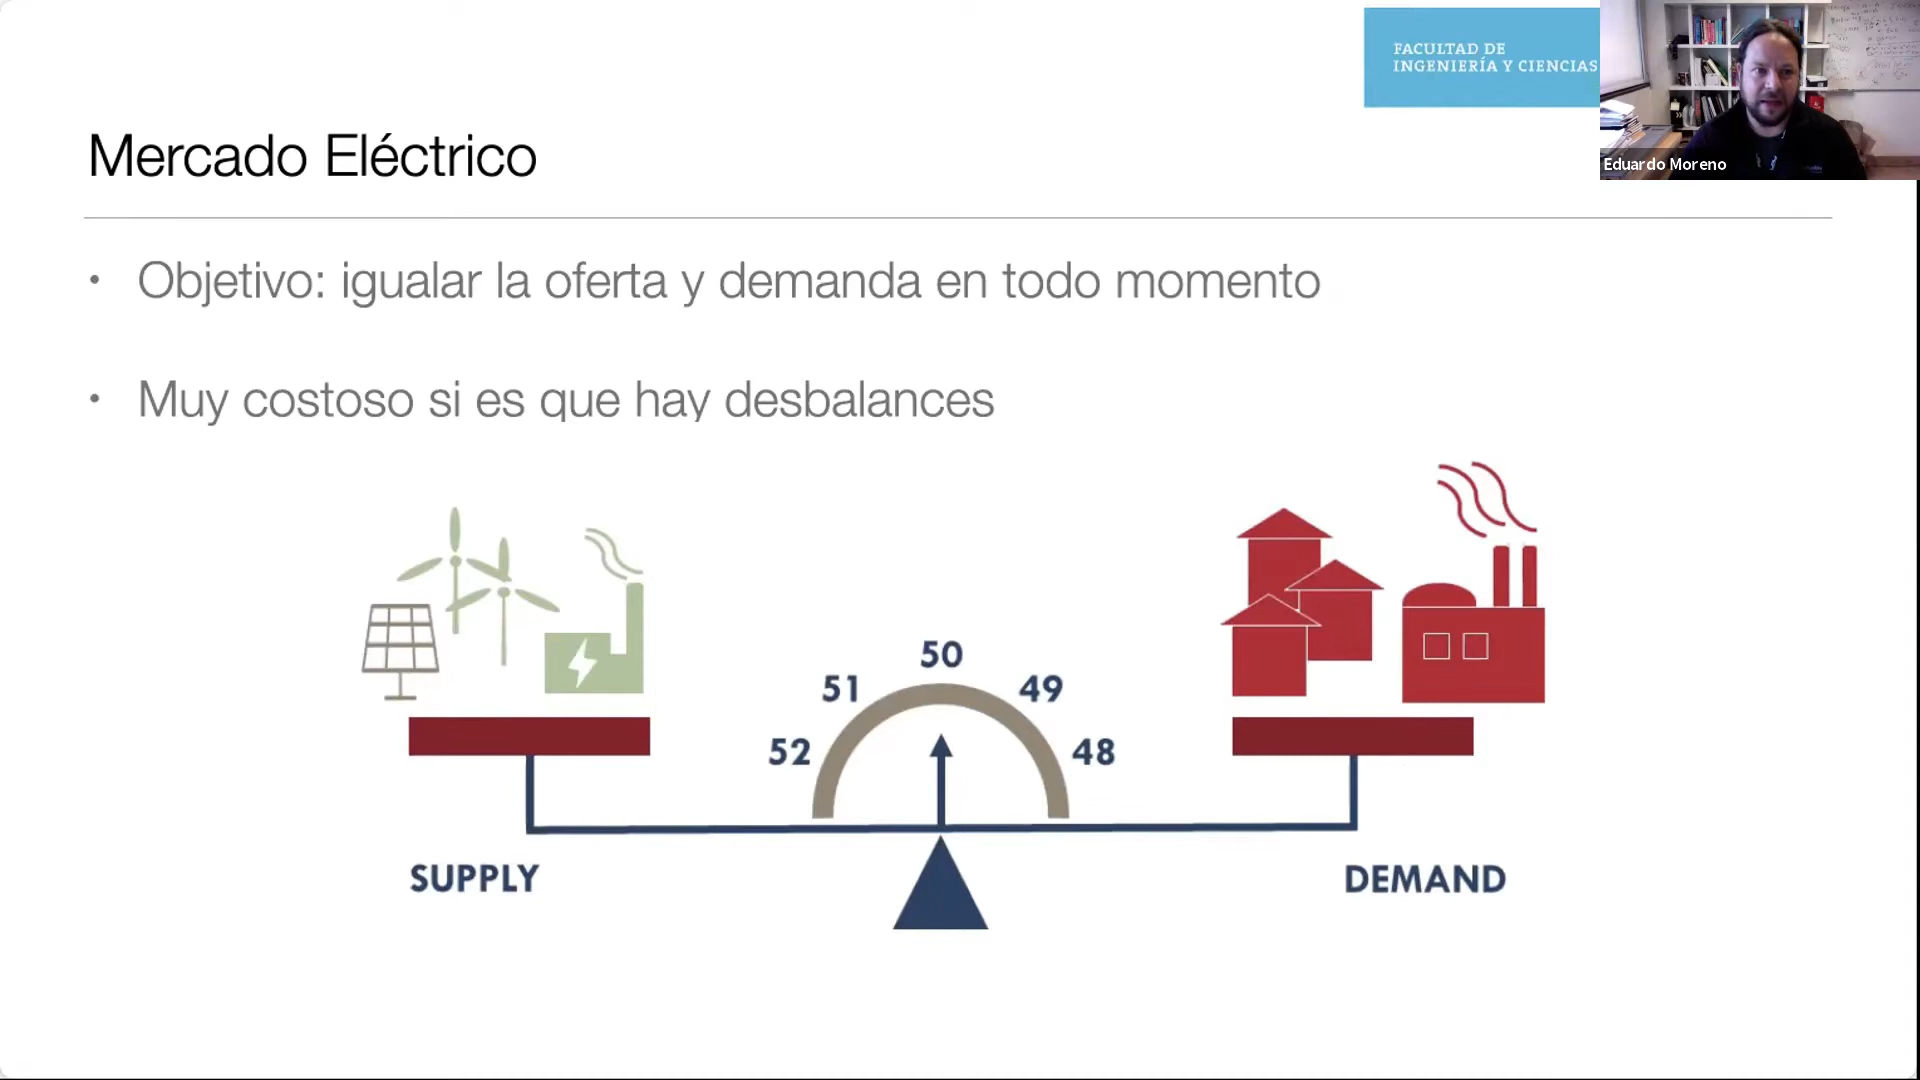 FACULTAD DE
INGENIERÍA Y CIENCIAS
Eduardo Moreno
Mercado Eléctrico
• Objetivo: igualar la oferta y demanda en todo momento
• Muy costoso si es que hay desbalances
50
51
49
52
48
SUPPLY
DEMAND